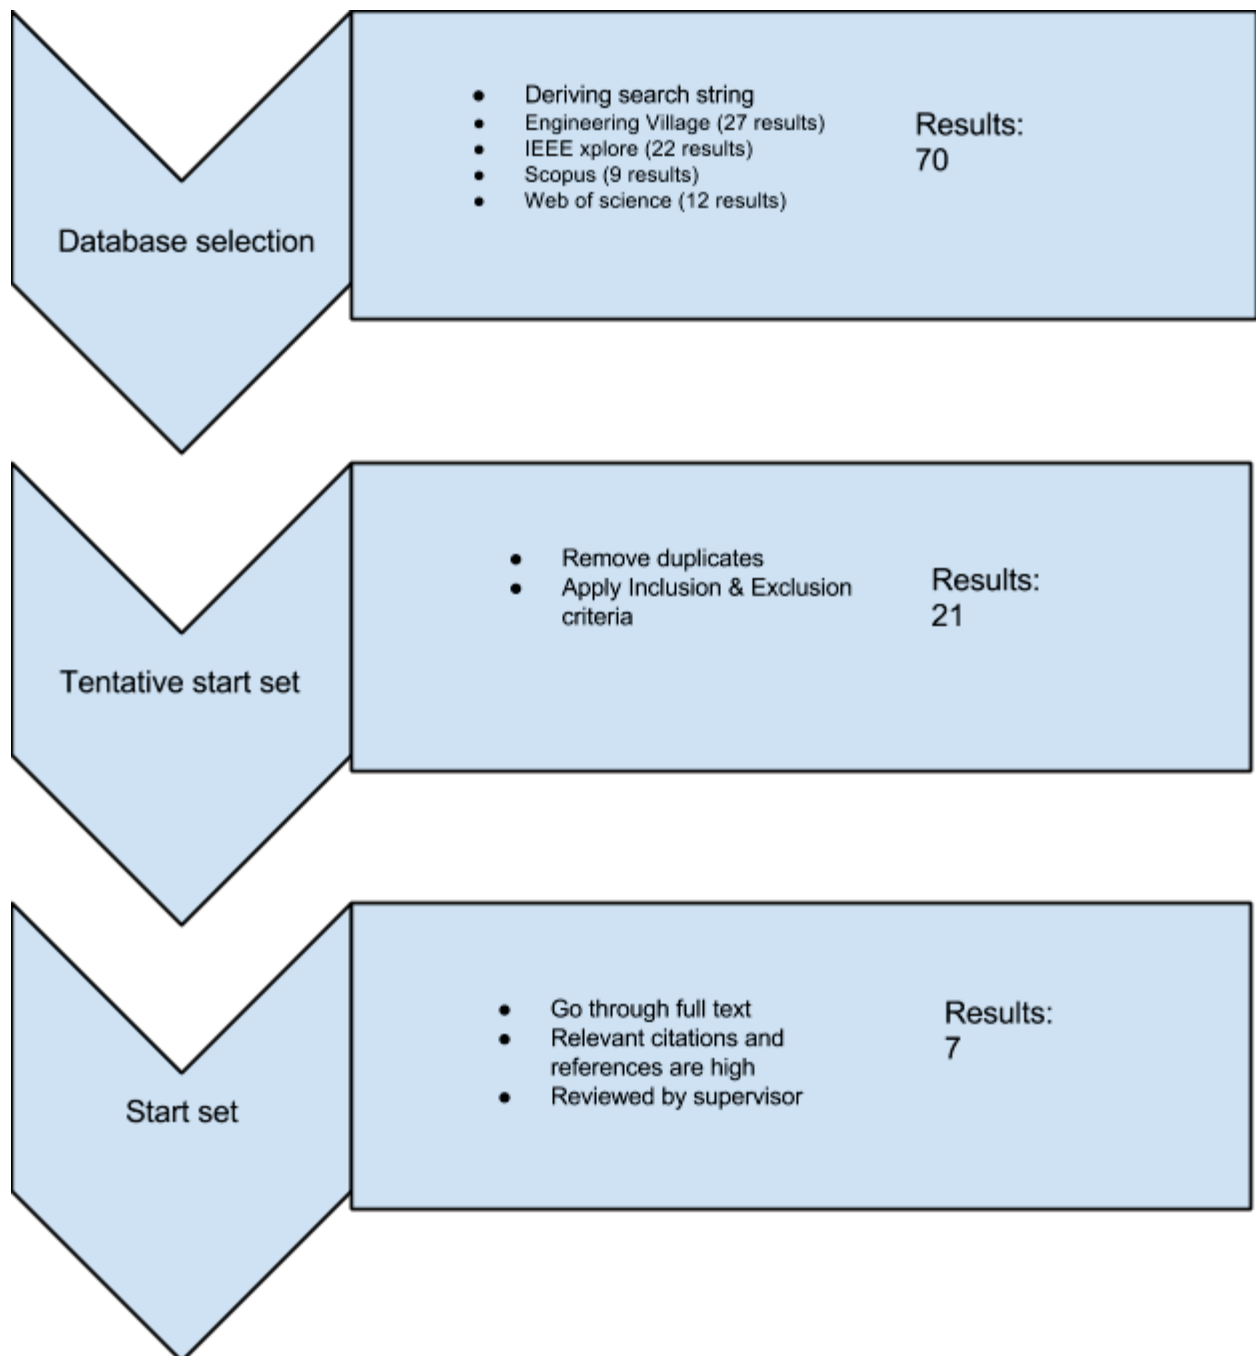 Database selection
● Deriving search string
● Engineering Village (27 results)
● IEEE xplore (22 results)
● Scopus (9 results)
● Web of science (12 results)
Results:
70
Tentative start set
● Remove duplicates
● Apply Inclusion & Exclusion
criteria
Results:
21
Start set
● Go through full text
● Relevant citations and
references are high
● Reviewed by supervisor
Results:
7